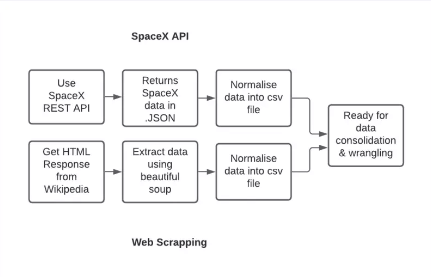 SpaceX API
Use
SpaceX
REST API
Returns
SpaceX
data in
.JSON
Normalise
data into csv
file
Get HTML
Response
from
Wikipedia
Extract data
using
beautiful
soup
Normalise
data into csv
file
Ready for
data
consolidation
& wrangling
Web Scrapping